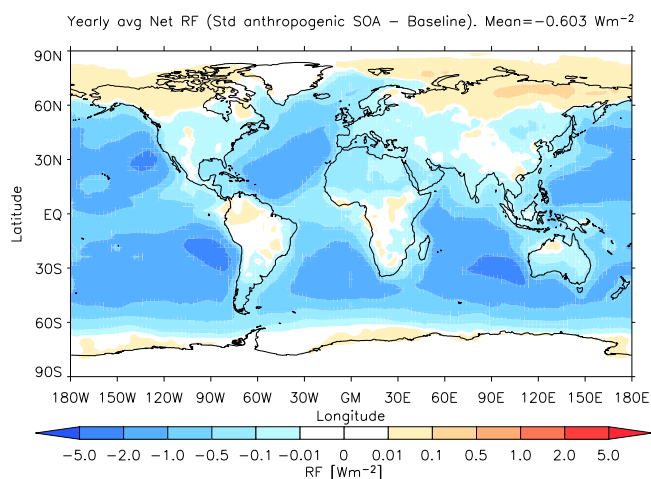 Yearly avg Net RF (Std anthropogenic SOA − Baseline). Mean=−0.603 Wm−2
90N
60N
30N
EQ
30S
60S
90S
Latitude
180W 150W 120W 90W 60W 30W GM 30E 60E 90E 120E 150E 180E
Longitude
−5.0 −2.0 −1.0 −0.5 −0.1 −0.01 0 0.01 0.1 0.5 1.0 2.0 5.0
RF [Wm−2]